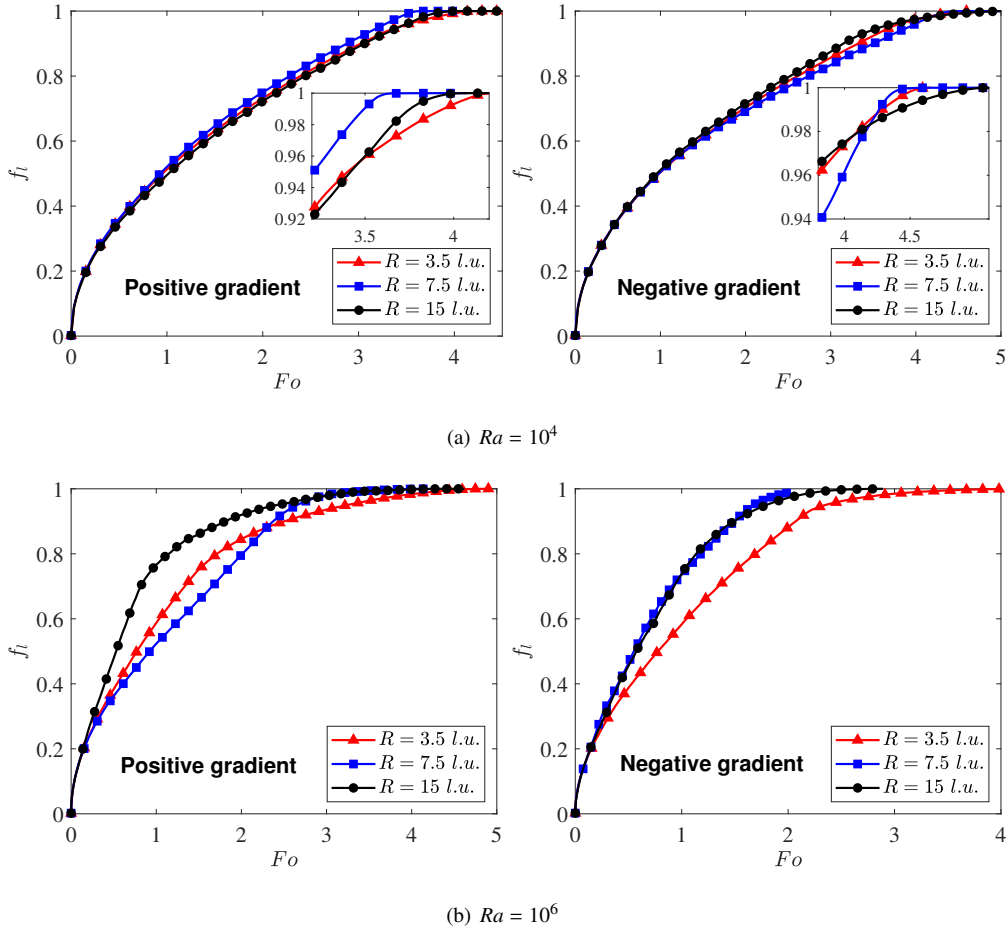 1
0.8
0.6
0.4
0.2
0
f_l
0 1 2 3 4
Fo
1
0.98
0.96
0.94
0.92
3.5 4
Positive gradient
R = 3.5 l.u.
R = 7.5 l.u.
R = 15 l.u.
1
0.8
0.6
0.4
0.2
0
f_l
0 1 2 3 4 5
Fo
1
0.98
0.96
0.94
4 4.5
Negative gradient
R = 3.5 l.u.
R = 7.5 l.u.
R = 15 l.u.
(a) Ra = 10^4
1
0.8
0.6
0.4
0.2
0
f_l
0 1 2 3 4 5
Fo
Positive gradient
R = 3.5 l.u.
R = 7.5 l.u.
R = 15 l.u.
1
0.8
0.6
0.4
0.2
0
f_l
0 1 2 3 4
Fo
Negative gradient
R = 3.5 l.u.
R = 7.5 l.u.
R = 15 l.u.
(b) Ra = 10^6